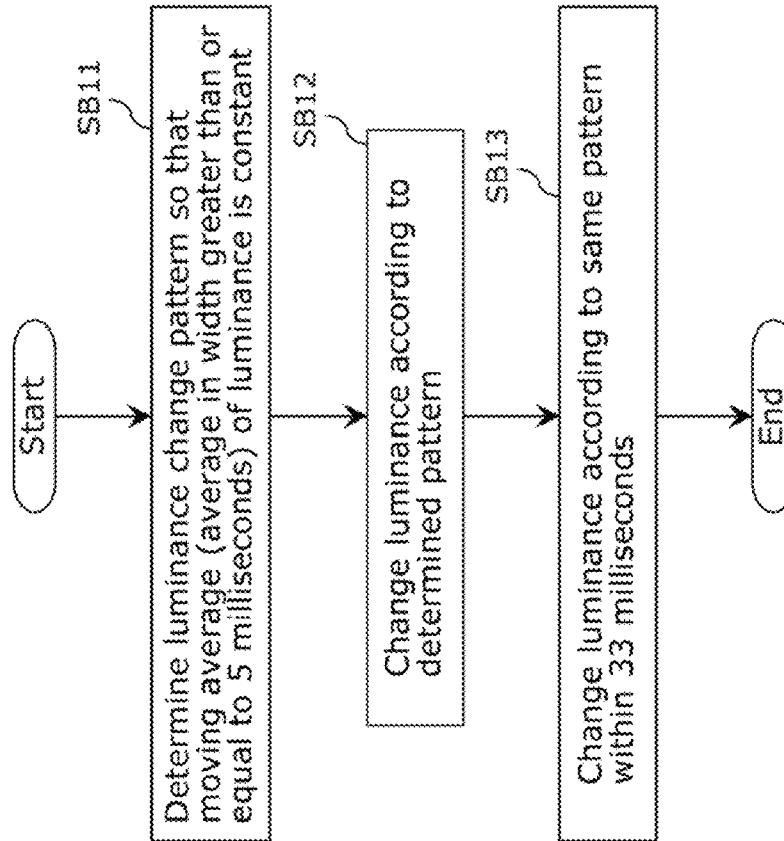 Start
SB11
Determine luminance change pattern so that
moving average (average in width greater than or
equal to 5 milliseconds) of luminance is constant
SB12
Change luminance according to
determined pattern
SB13
Change luminance according to same pattern
within 33 milliseconds
End